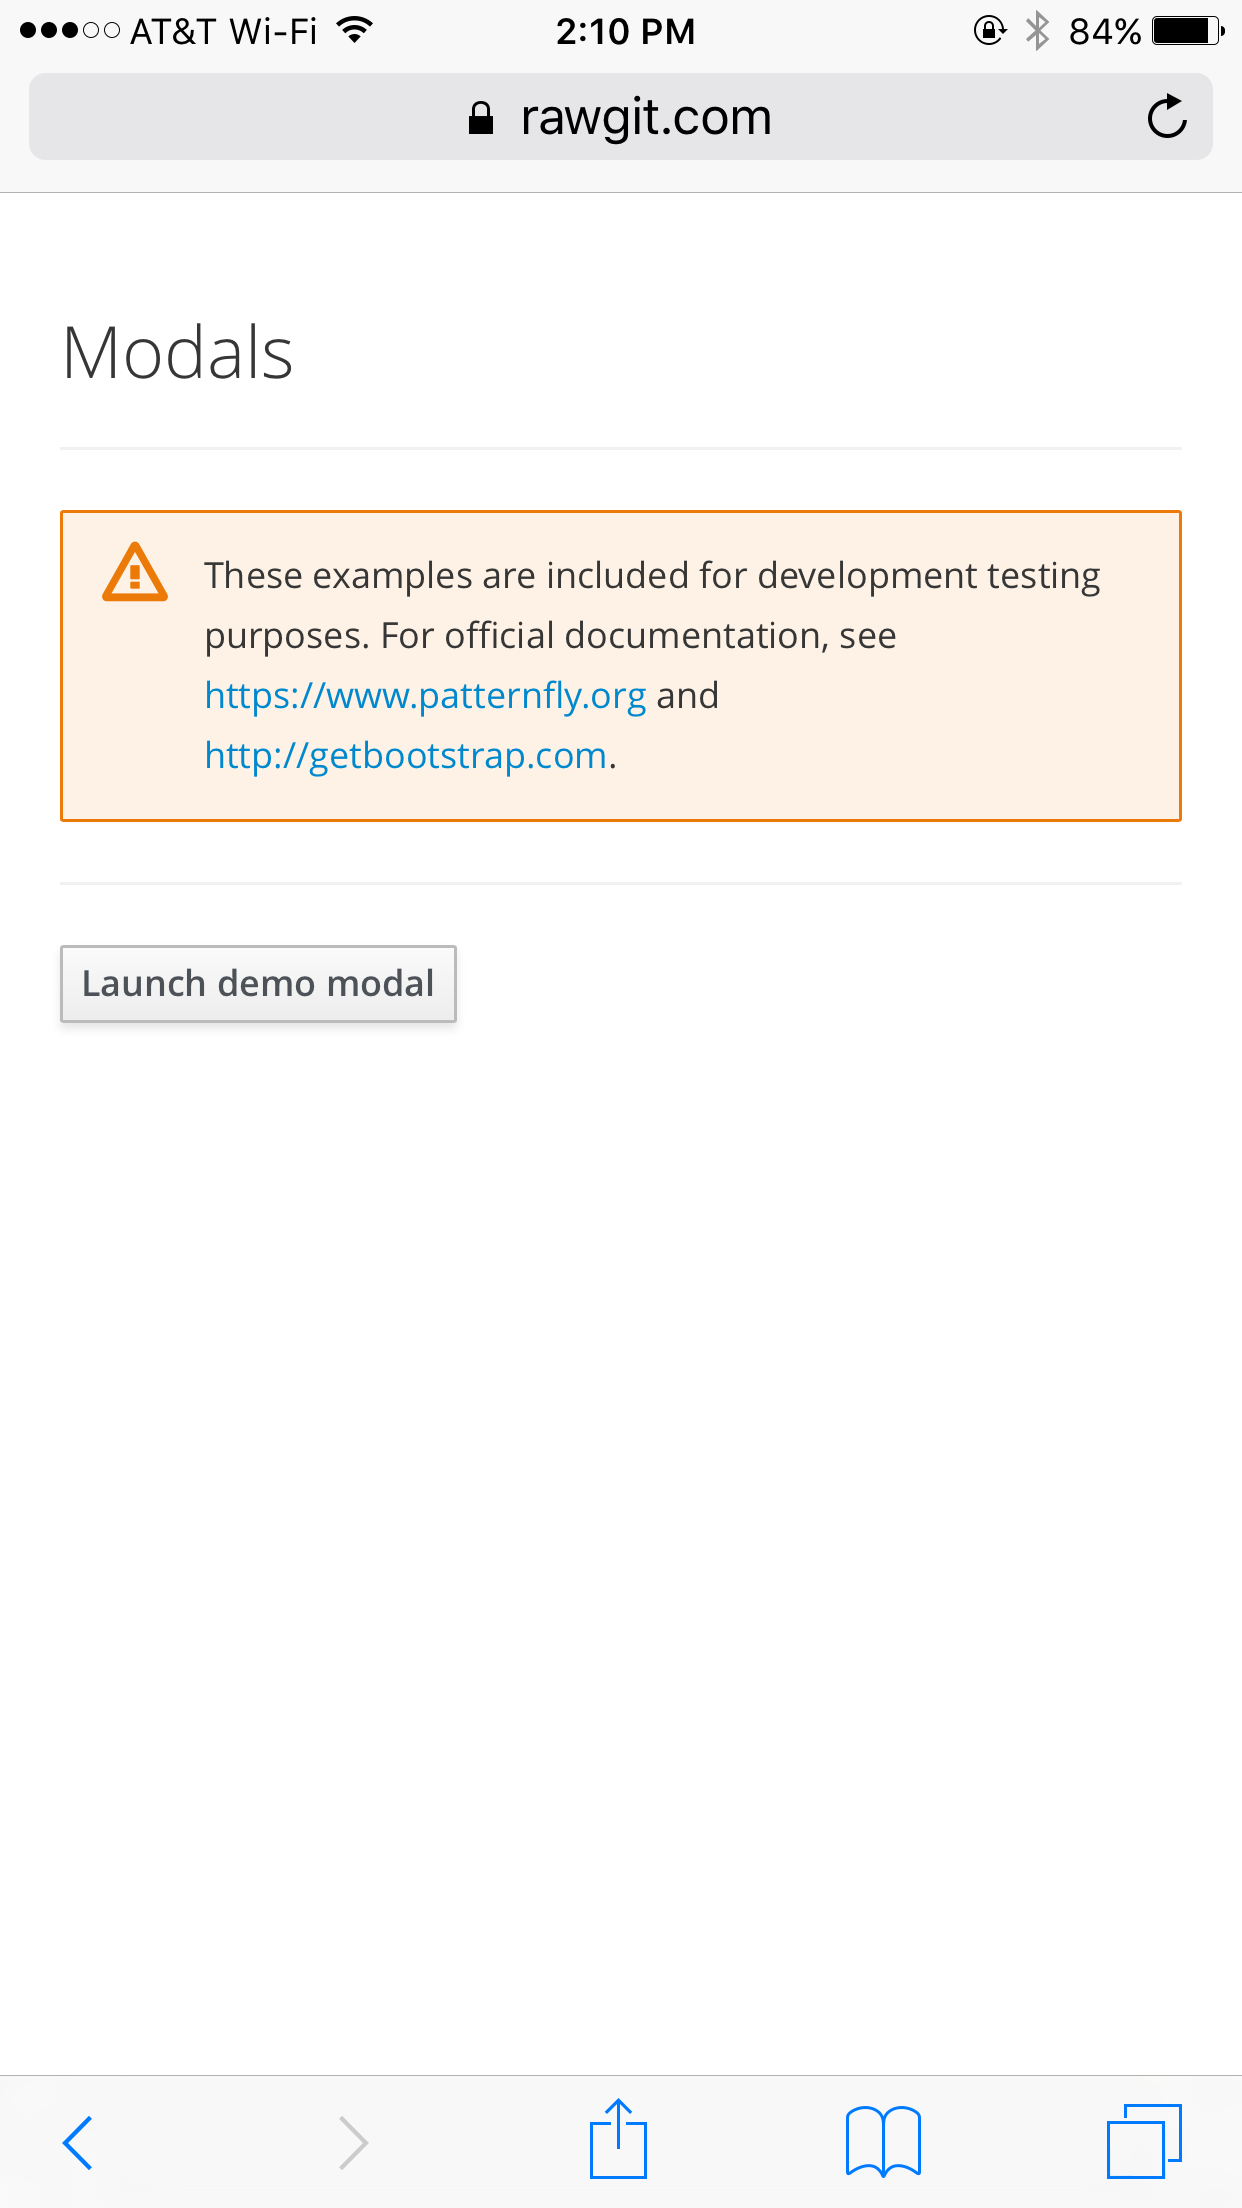 AT&T Wi-Fi 2:10 PM 84%
rawgit.com
Modals
These examples are included for development testing
purposes. For official documentation, see
https://www.patternfly.org and
http://getbootstrap.com.
Launch demo modal